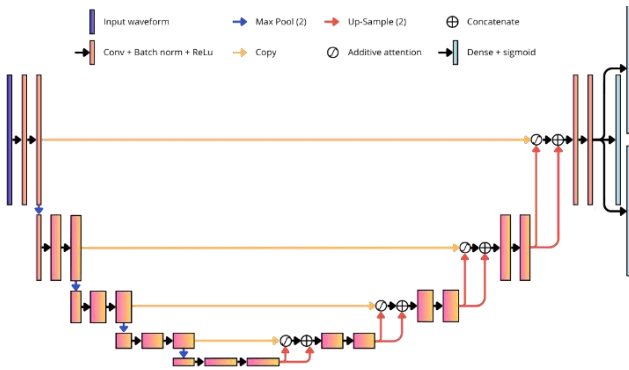 Input waveform
Max Pool (2)
Up-Sample (2)
Concatenate
Conv + Batch norm + ReLu
Copy
Additive attention
Dense + sigmoid